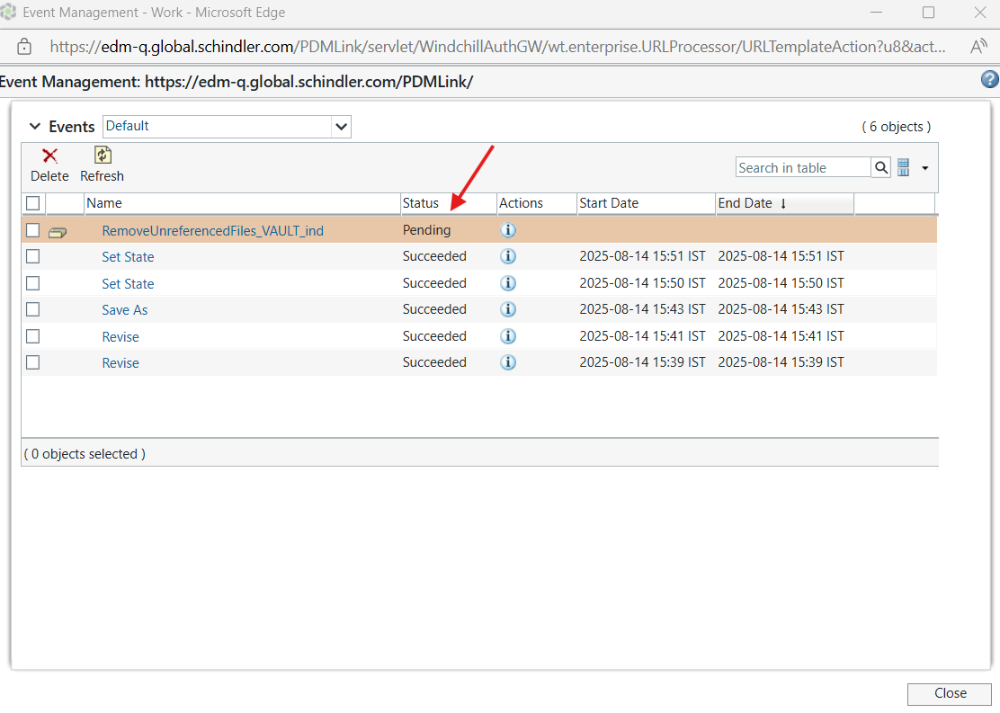 Event Management - Work - Microsoft Edge
https://edm-q.global.schindler.com/PDMLink/servlet/WindchillAuthGW/wt.enterprise.URLProcessor/URLTemplateAction?u8&act...
Event Management: https://edm-q.global.schindler.com/PDMLink/
Events Default ( 6 objects )
Delete Refresh Search in table
Name Status Actions Start Date End Date ↓
RemoveUnreferencedFiles_VAULT_ind Pending
Set State Succeeded 2025-08-14 15:51 IST 2025-08-14 15:51 IST
Set State Succeeded 2025-08-14 15:50 IST 2025-08-14 15:50 IST
Save As Succeeded 2025-08-14 15:43 IST 2025-08-14 15:43 IST
Revise Succeeded 2025-08-14 15:41 IST 2025-08-14 15:41 IST
Revise Succeeded 2025-08-14 15:39 IST 2025-08-14 15:39 IST
( 0 objects selected )
Close